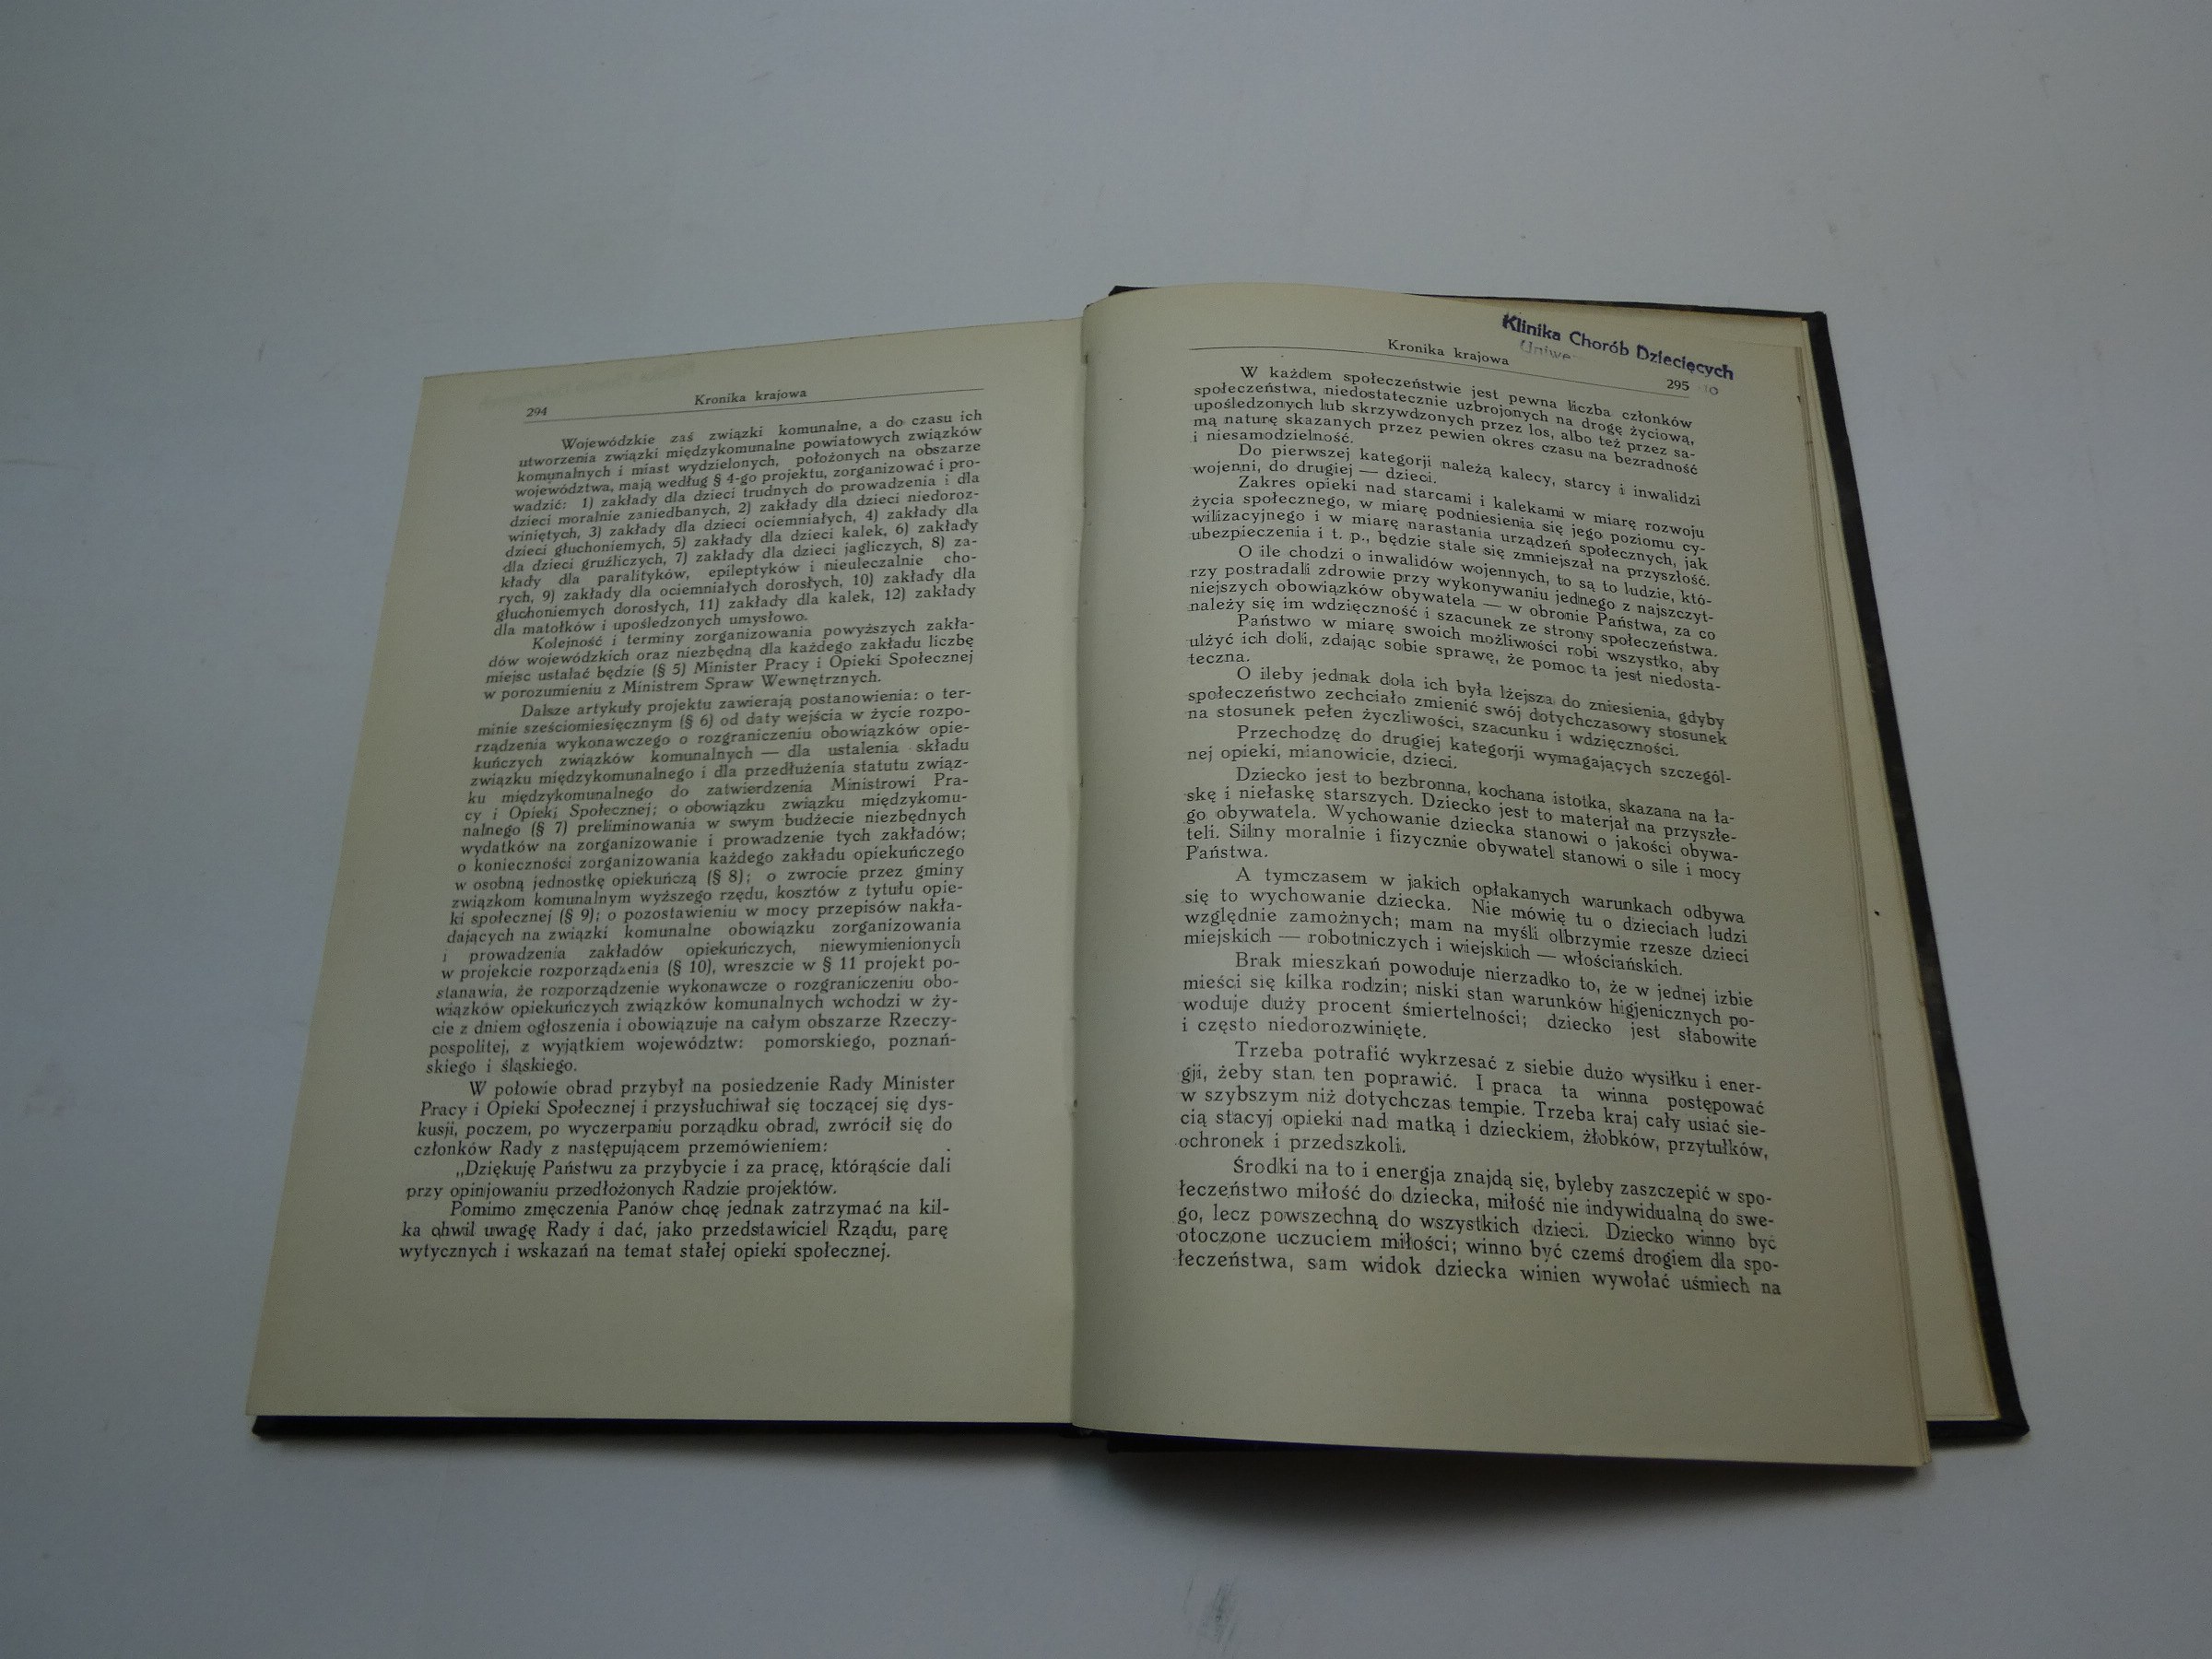 294
Kronika krajowa
Wojewódzkie zaś związki komunalne, a do czasu ich
utworzenia związki międzykomunalne powiatowych związków
komunalnych i miast wydzielonych, położonych na obszarze
województwa, mają według § 4-go projektu, zorganizować i pro-
wadzić: 1) zakłady dla dzieci trudnych do prowadzenia i dla
dzieci moralnie zaniedbanych, 2) zakłady dla dzieci niedoroz-
winiętych, 3) zakłady dla dzieci ociemniałych, 4) zakłady dla
dzieci głuchoniemych, 5) zakłady dla dzieci kalek, 6) zakłady
dla dzieci gruźliczych, 7) zakłady dla dzieci jagliczych, 8) za-
kłady dla paralityków, epileptyków i nieuleczalnie cho-
rych, 9) zakłady dla ociemniałych dorosłych, 10) zakłady dla
głuchoniemych dorosłych, 11) zakłady dla kalek, 12) zakłady
dla matołków i upośledzonych umysłowo.
Kolejność i terminy zorganizowania powyższych zakła-
dów wojewódzkich oraz niezbędną dla każdego zakładu liczbę
miejsc ustalać będzie (§ 5) Minister Pracy i Opieki Społecznej
w porozumieniu z Ministrem Spraw Wewnętrznych.
Dalsze artykuły projektu zawierają postanowienia: o ter-
minie sześciomiesięcznym (§ 6) od daty wejścia w życie rozpo-
rządzenia wykonawczego o rozgraniczeniu obowiązków opie-
kuńczych związków komunalnych — dla ustalenia składu
związku międzykomunalnego i dla przedłużenia statutu związ-
ku międzykomunalnego do zatwierdzenia Ministrowi Pra-
cy i Opieki Społecznej; o obowiązku związku międzykomu-
nalnego (§ 7) preliminowania w swym budżecie niezbędnych
wydatków na zorganizowanie i prowadzenie tych zakładów;
o konieczności zorganizowania każdego zakładu opiekuńczego
w osobną jednostkę opiekuńczą (§ 8); o zwrocie przez gminy
związkom komunalnym wyższego rzędu, kosztów z tytułu opie-
ki społecznej (§ 9); o pozostawieniu w mocy przepisów nakła-
dających na związki komunalne obowiązku zorganizowania
i prowadzenia zakładów opiekuńczych, niewymienionych
w projekcie rozporządzenia (§ 10), wreszcie w § 11 projekt po-
stanawia, że rozporządzenie wykonawcze o rozgraniczeniu obo-
wiązków opiekuńczych związków komunalnych wchodzi w ży-
cie z dniem ogłoszenia i obowiązuje na całym obszarze Rzeczy-
pospolitej, z wyjątkiem województw: pomorskiego, poznań-
skiego i śląskiego.
W połowie obrad przybył na posiedzenie Rady Minister
Pracy i Opieki Społecznej i przysłuchiwał się toczącej się dys-
kusji, poczem, po wyczerpaniu porządku obrad, zwrócił się do
członków Rady z następującem przemówieniem:
„Dziękuję Państwu za przybycie i za pracę, którąście dali
przy opinjowaniu przedłożonych Radzie projektów.
Pomimo zmęczenia Panów chcę jednak zatrzymać na kil-
ka chwil uwagę Rady i dać, jako przedstawiciel Rządu, parę
wytycznych i wskazań na temat stałej opieki społecznej.
Klinika Chorób Dziecięcych
Kronika krajowa
295
W każdem społeczeństwie jest pewna liczba członków
społeczeństwa, niedostatecznie uzbrojonych na drogę życiową,
upośledzonych lub skrzywdzonych przez los, albo też przez sa-
mą naturę skazanych przez pewien okres czasu na bezradność
i niesamodzielność.
Do pierwszej kategorji należą kalecy, starcy i inwalidzi
wojenni, do drugiej — dzieci.
Zakres opieki nad starcami i kalekami w miarę rozwoju
życia społecznego, w miarę podniesienia się jego poziomu cy-
wilizacyjnego i w miarę narastania urządzeń społecznych, jak
ubezpieczenia i t. p., będzie stale się zmniejszał na przyszłość.
O ile chodzi o inwalidów wojennych, to są to ludzie, któ-
rzy postradali zdrowie przy wykonywaniu jednego z najszczyt-
niejszych obowiązków obywatela — w obronie Państwa, za co
należy się im wdzięczność i szacunek ze strony społeczeństwa.
Państwo w miarę swoich możliwości robi wszystko, aby
ulżyć ich doli, zdając sobie sprawę, że pomoc ta jest niedosta-
teczna.
O ileby jednak dola ich była lżejsza do zniesienia, gdyby
społeczeństwo zechciało zmienić swój dotychczasowy stosunek
na stosunek pełen życzliwości, szacunku i wdzięczności.
Przechodzę do drugiej kategorji wymagających szczegól-
nej opieki, mianowicie, dzieci.
Dziecko jest to bezbronna, kochana istotka, skazana na ła-
skę i niełaskę starszych. Dziecko jest to materjał na przyszłe-
go obywatela. Wychowanie dziecka stanowi o jakości obywa-
teli. Silny moralnie i fizycznie obywatel stanowi o sile i mocy
Państwa.
A tymczasem w jakich opłakanych warunkach odbywa
się to wychowanie dziecka. Nie mówię tu o dzieciach ludzi
względnie zamożnych; mam na myśli olbrzymie rzesze dzieci
miejskich — robotniczych i wiejskich — włościańskich.
Brak mieszkań powoduje nierzadko to, że w jednej izbie
mieści się kilka rodzin; niski stan warunków higjenicznych po-
woduje duży procent śmiertelności; dziecko jest słabowite
i często niedorozwinięte.
Trzeba potrafić wykrzesać z siebie dużo wysiłku i ener-
gji, żeby stan ten poprawić. I praca ta winna postępować
w szybszym niż dotychczas tempie. Trzeba kraj cały usiać sie-
cią stacyj opieki nad matką i dzieckiem, żłobków, przytułków,
ochronek i przedszkoli.
Środki na to i energja znajdą się, byleby zaszczepić w spo-
łeczeństwo miłość do dziecka, miłość nie indywidualną do swe-
go, lecz powszechną do wszystkich dzieci. Dziecko winno być
otoczone uczuciem miłości; winno być czemś drogiem dla spo-
łeczeństwa, sam widok dziecka winien wywołać uśmiech na